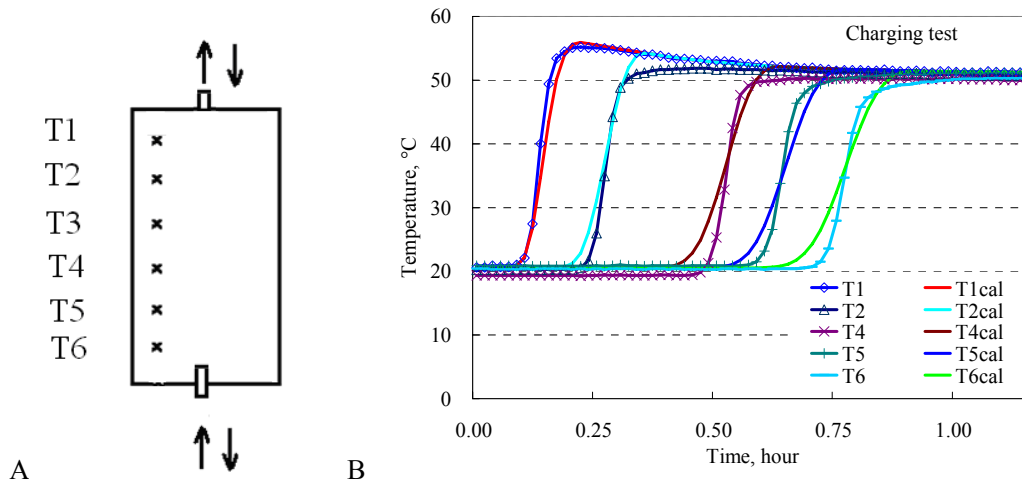 T1
T2
T3
T4
T5
T6
A
B
Charging test
Temperature, °C
60
50
40
30
20
10
0
T1 T1cal
T2 T2cal
T4 T4cal
T5 T5cal
T6 T6cal
0.00 0.25 0.50 0.75 1.00
Time, hour